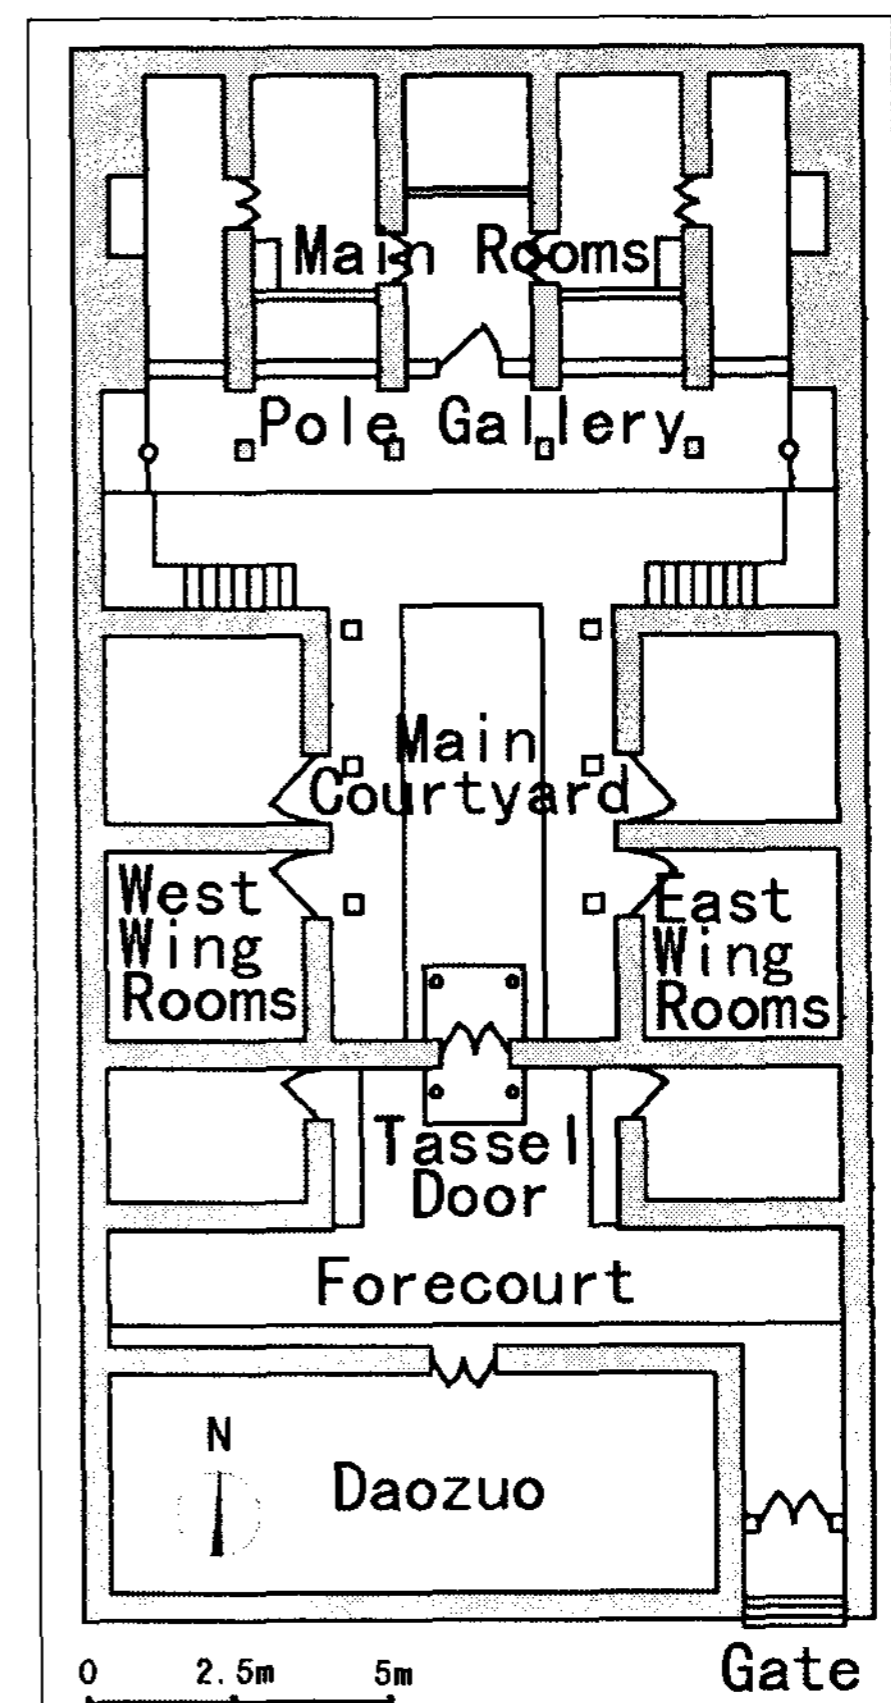 Main Rooms
Pole Gallery
Main
Courtyard
West
Wing
Rooms
East
Wing
Rooms
Tassel
Door
Forecourt
N
Daozuo
Gate
0 2.5m 5m